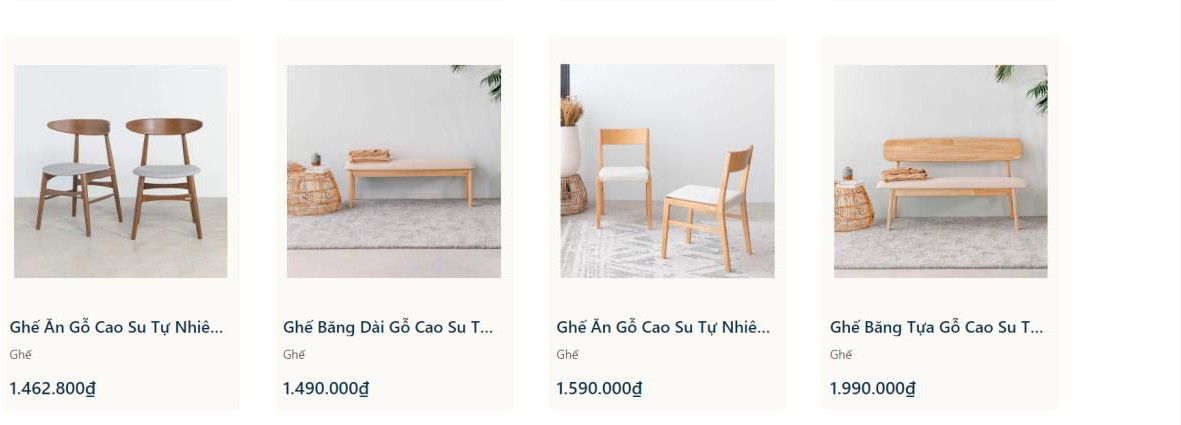 Ghế Ăn Gỗ Cao Su Tự Nhiê...
Ghế
1.462.800₫
Ghế Băng Dài Gỗ Cao Su T...
Ghế
1.490.000₫
Ghế Ăn Gỗ Cao Su Tự Nhiê...
Ghế
1.590.000₫
Ghế Băng Tựa Gỗ Cao Su T...
Ghế
1.990.000₫